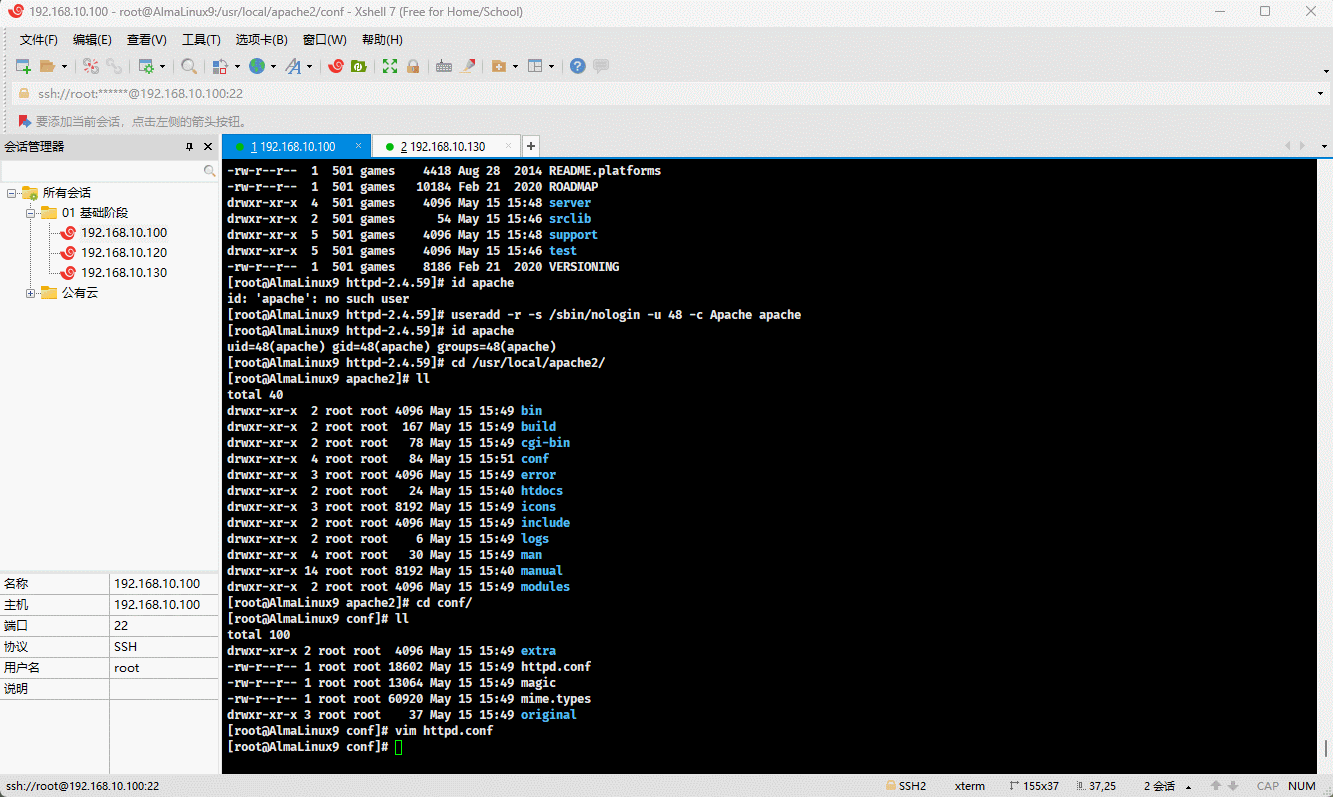 192.168.10.100 - root@AlmaLinux9:/usr/local/apache2/conf - Xshell 7 (Free for Home/School)
文件(F) 编辑(E) 查看(V) 工具(T) 选项卡(B) 窗口(W) 帮助(H)
ssh://root:******@192.168.10.100:22
要添加当前会话，点击左侧的箭头按钮。
会话管理器
所有会话
01 基础阶段
192.168.10.100
192.168.10.120
192.168.10.130
公有云
名称 192.168.10.100
主机 192.168.10.100
端口 22
协议 SSH
用户名 root
说明
1 192.168.10.100 × 2 192.168.10.130 × +
-rw-r--r--  1  501 games    4418 Aug 28  2014 README.platforms
-rw-r--r--  1  501 games   10184 Feb 21  2020 ROADMAP
drwxr-xr-x  4  501 games    4096 May 15 15:48 server
drwxr-xr-x  2  501 games      54 May 15 15:46 srclib
drwxr-xr-x  5  501 games    4096 May 15 15:48 support
drwxr-xr-x  5  501 games    4096 May 15 15:46 test
-rw-r--r--  1  501 games    8186 Feb 21  2020 VERSIONING
[root@AlmaLinux9 httpd-2.4.59]# id apache
id: 'apache': no such user
[root@AlmaLinux9 httpd-2.4.59]# useradd -r -s /sbin/nologin -u 48 -c Apache apache
[root@AlmaLinux9 httpd-2.4.59]# id apache
uid=48(apache) gid=48(apache) groups=48(apache)
[root@AlmaLinux9 httpd-2.4.59]# cd /usr/local/apache2/
[root@AlmaLinux9 apache2]# ll
total 40
drwxr-xr-x  2 root root 4096 May 15 15:49 bin
drwxr-xr-x  2 root root  167 May 15 15:49 build
drwxr-xr-x  2 root root   78 May 15 15:49 cgi-bin
drwxr-xr-x  4 root root   84 May 15 15:51 conf
drwxr-xr-x  3 root root 4096 May 15 15:49 error
drwxr-xr-x  2 root root   24 May 15 15:40 htdocs
drwxr-xr-x  3 root root 8192 May 15 15:49 icons
drwxr-xr-x  2 root root 4096 May 15 15:49 include
drwxr-xr-x  2 root root    6 May 15 15:49 logs
drwxr-xr-x  4 root root   30 May 15 15:49 man
drwxr-xr-x 14 root root 8192 May 15 15:40 manual
drwxr-xr-x  2 root root 4096 May 15 15:49 modules
[root@AlmaLinux9 apache2]# cd conf/
[root@AlmaLinux9 conf]# ll
total 100
drwxr-xr-x 2 root root  4096 May 15 15:49 extra
-rw-r--r-- 1 root root 18602 May 15 15:49 httpd.conf
-rw-r--r-- 1 root root 13064 May 15 15:49 magic
-rw-r--r-- 1 root root 60920 May 15 15:49 mime.types
drwxr-xr-x 3 root root    37 May 15 15:49 original
[root@AlmaLinux9 conf]# vim httpd.conf
[root@AlmaLinux9 conf]#
ssh://root@192.168.10.100:22 SSH2 xterm 155x37 37,25 2 会话 CAP NUM